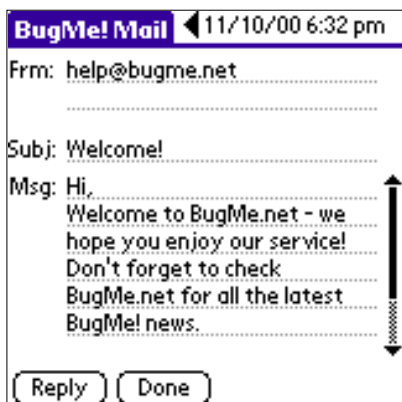 BugMe! Mail 11/10/00 6:32 pm
Frm: help@bugme.net
Subj: Welcome!
Msg: Hi,
Welcome to BugMe.net - we
hope you enjoy our service!
Don't forget to check
BugMe.net for all the latest
BugMe! news.
Reply Done